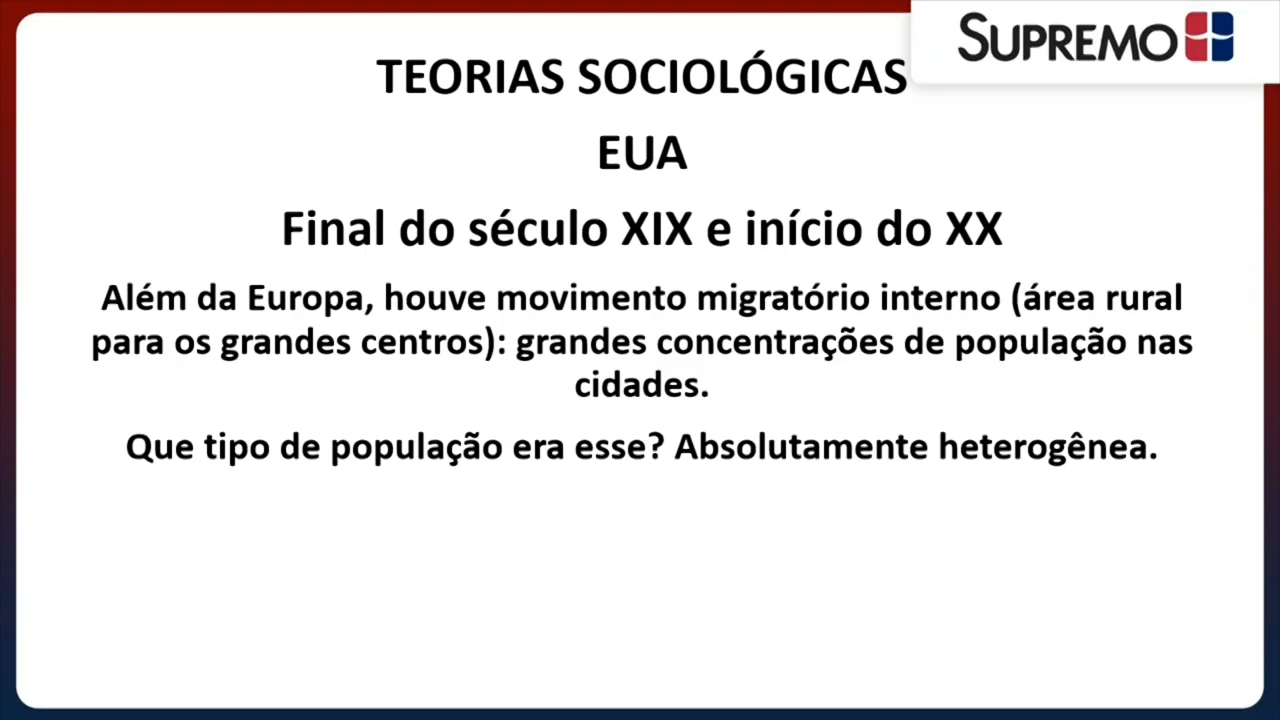 SUPREMO
TEORIAS SOCIOLÓGICAS
EUA
Final do século XIX e início do XX
Além da Europa, houve movimento migratório interno (área rural
para os grandes centros): grandes concentrações de população nas
cidades.
Que tipo de população era esse? Absolutamente heterogênea.